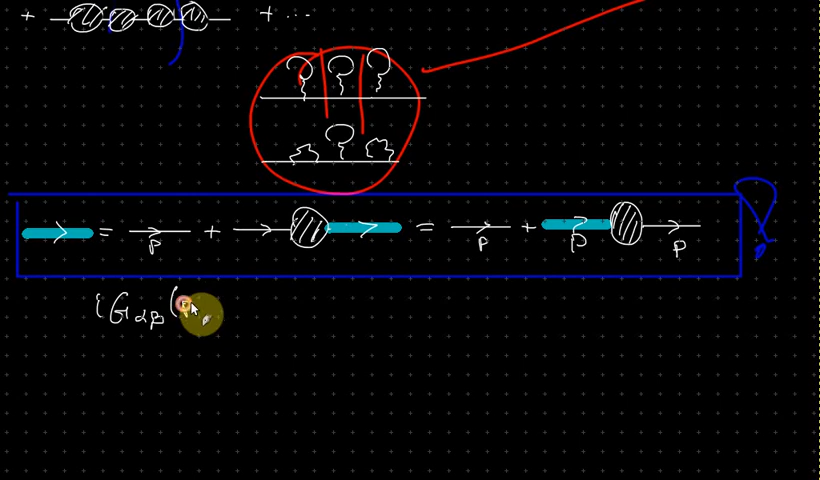 + + ...
= p + = p + p p
iG_αβ(